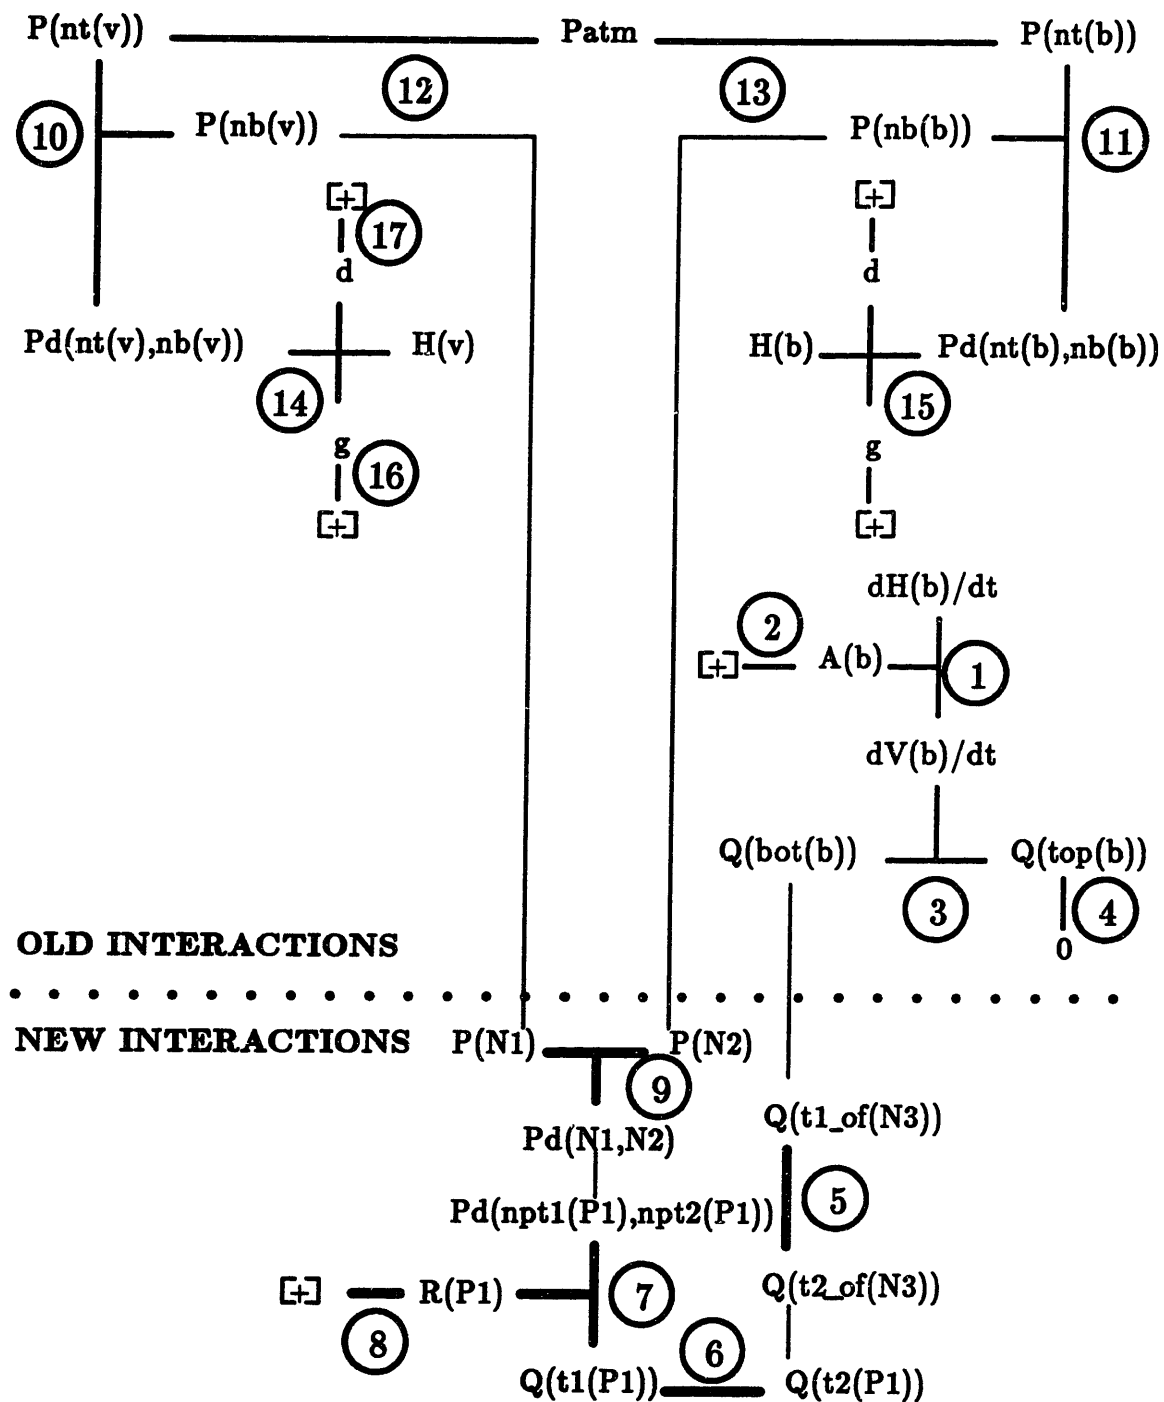 P(nt(v)) Patm P(nt(b))
12 13
10 P(nb(v)) P(nb(b)) 11
[+] [+]
17
d d
Pd(nt(v),nb(v)) H(v) H(b) Pd(nt(b),nb(b))
14 15
g g
16
[+] [+]
dH(b)/dt
2
[+] A(b) 1
dV(b)/dt
Q(bot(b)) Q(top(b))
3 4
OLD INTERACTIONS 0
NEW INTERACTIONS P(N1) P(N2)
9
Q(t1_of(N3))
Pd(N1,N2)
5
Pd(npt1(P1),npt2(P1))
[+] R(P1) 7 Q(t2_of(N3))
8 6
Q(t1(P1)) Q(t2(P1))